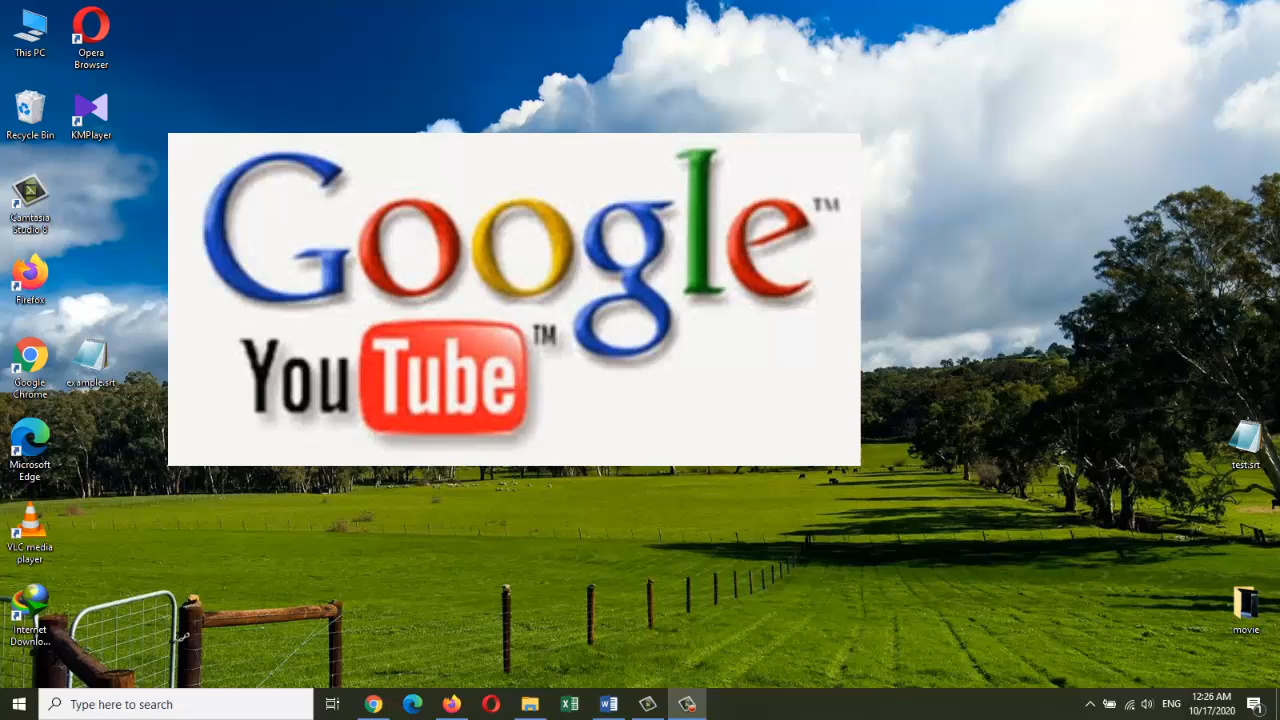 This PC
Opera
Browser
Recycle Bin
KMPlayer
Camtasia
Studio 8
Firefox
Google
Chrome
example.srt
Microsoft
Edge
VLC media
player
Internet
Downlo...
Google™
YouTube™
test.srt
movie
Type here to search
ENG
12:26 AM
10/17/2020
1